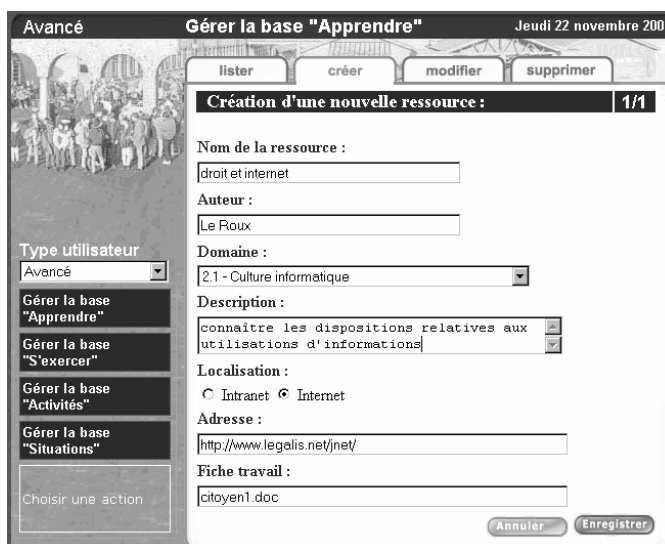 Avancé
Gérer la base "Apprendre"
Jeudi 22 novembre 200
lister
créer
modifier
supprimer
Création d'une nouvelle ressource :
1/1
Nom de la ressource :
droit et internet
Auteur :
Le Roux
Domaine :
2.1 - Culture informatique
Description :
connaître les dispositions relatives aux
utilisations d'informations
Localisation :
Intranet
Internet
Adresse :
http://www.legalis.net/jnet/
Fiche travail :
citoyen1.doc
Annuler
Enregistrer
Type utilisateur
Avancé
Gérer la base
"Apprendre"
Gérer la base
"S'exercer"
Gérer la base
"Activités"
Gérer la base
"Situations"
Choisir une action